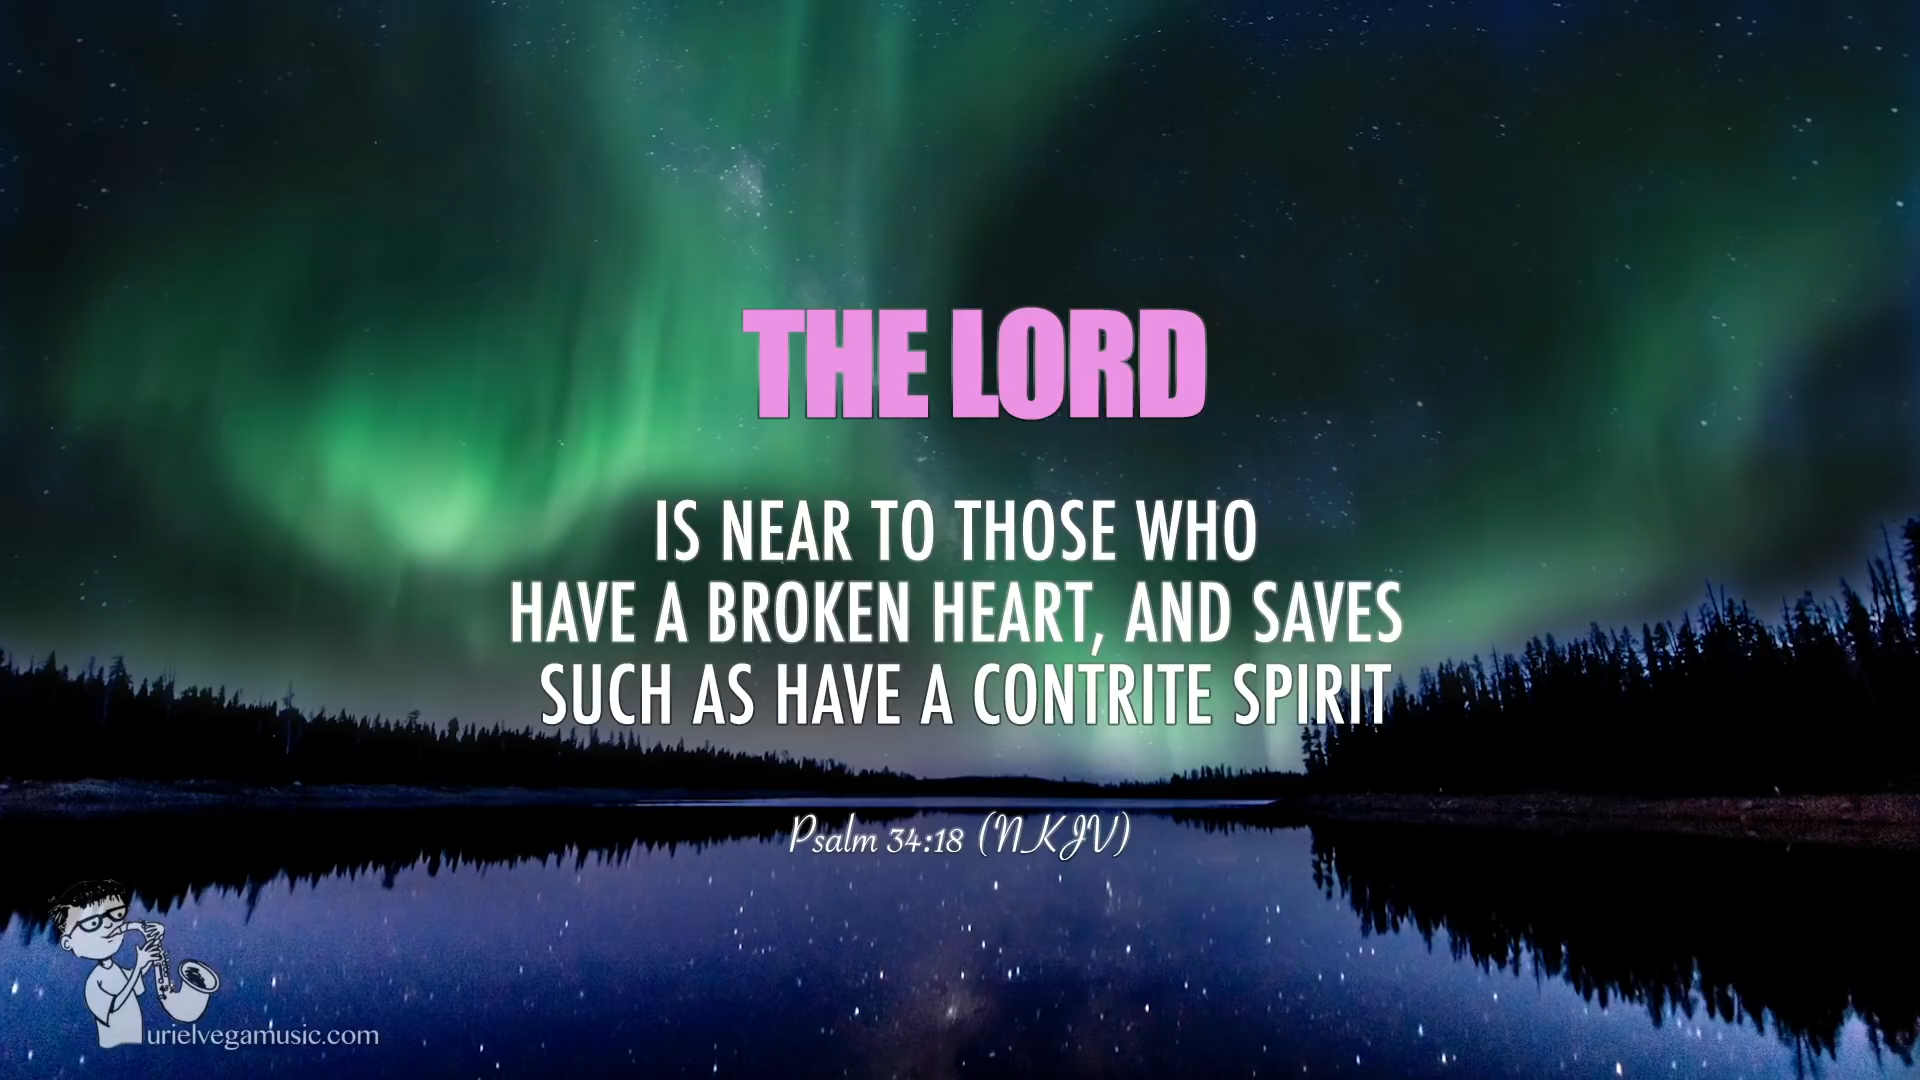 THE LORD
IS NEAR TO THOSE WHO
HAVE A BROKEN HEART, AND SAVES
SUCH AS HAVE A CONTRITE SPIRIT
Psalm 34:18 (NKJV)
urielvegamusic.com